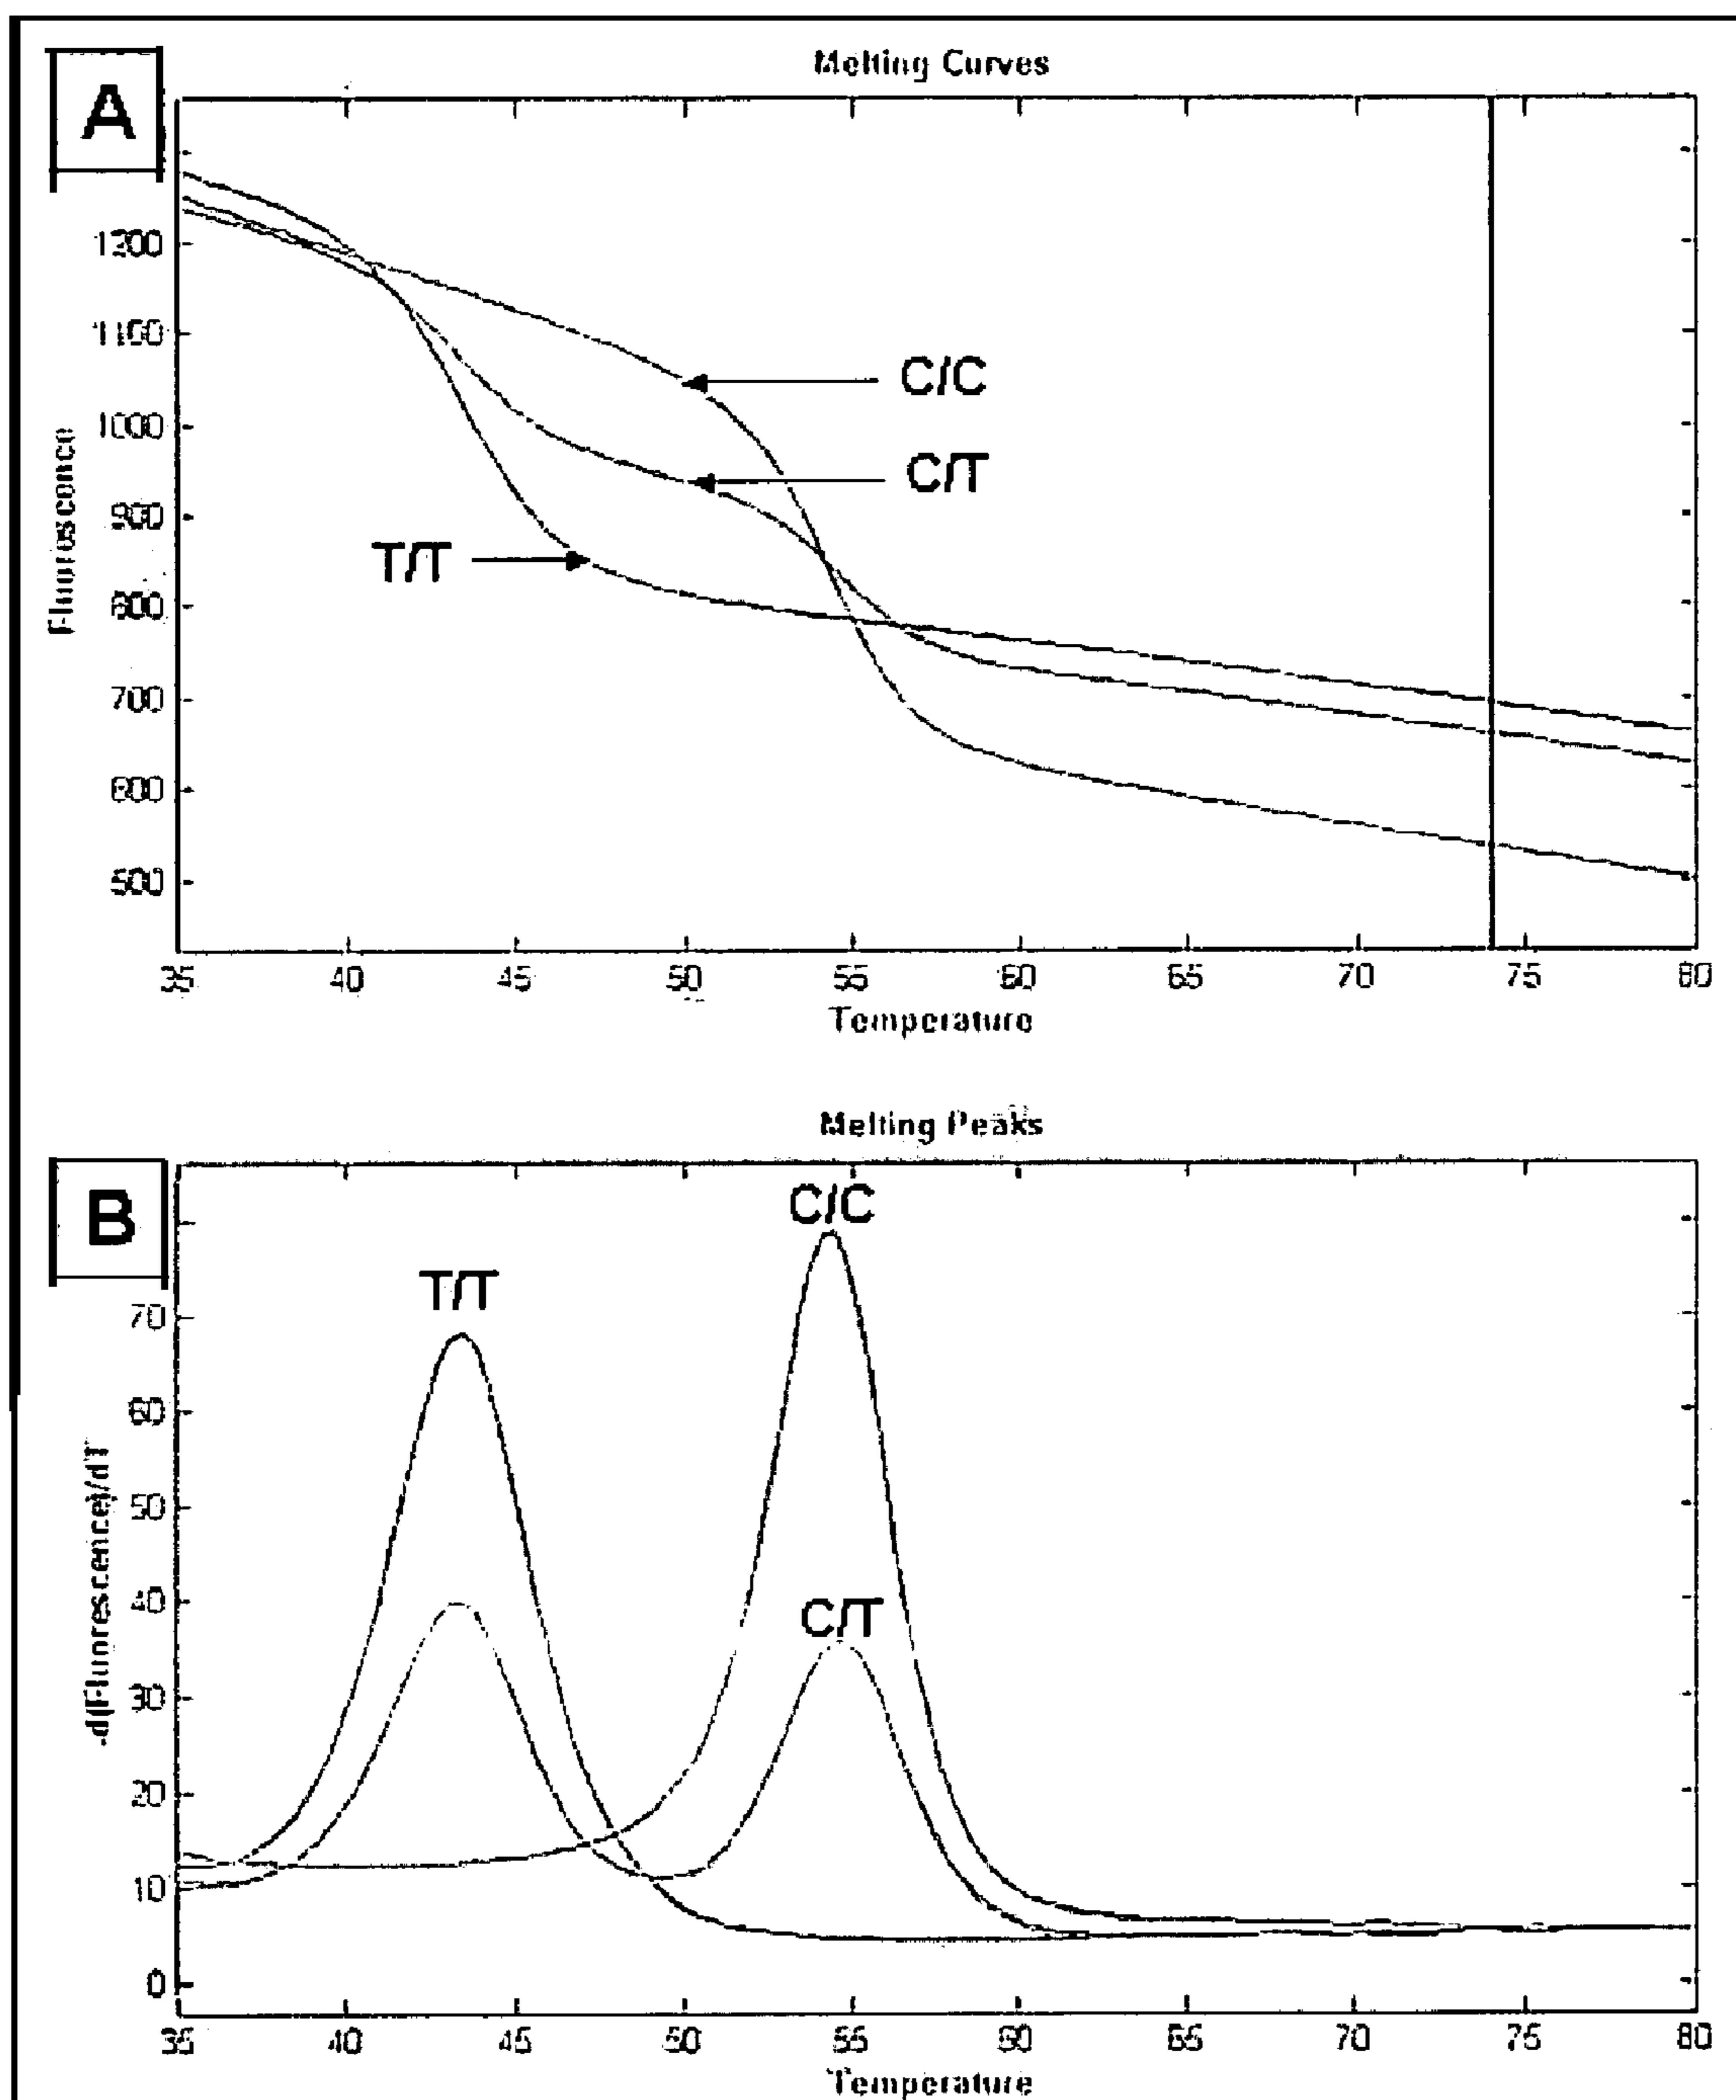 A
Melting Curves
1200
1100
1000
900
800
700
600
500
Fluorescence
C/C
C/T
T/T
35 40 45 50 55 60 65 70 75 80
Temperature
B
Melting Peaks
C/C
T/T
C/T
70
60
50
40
30
20
10
0
-d(Fluorescence)/dT
35 40 45 50 55 60 65 70 75 80
Temperature